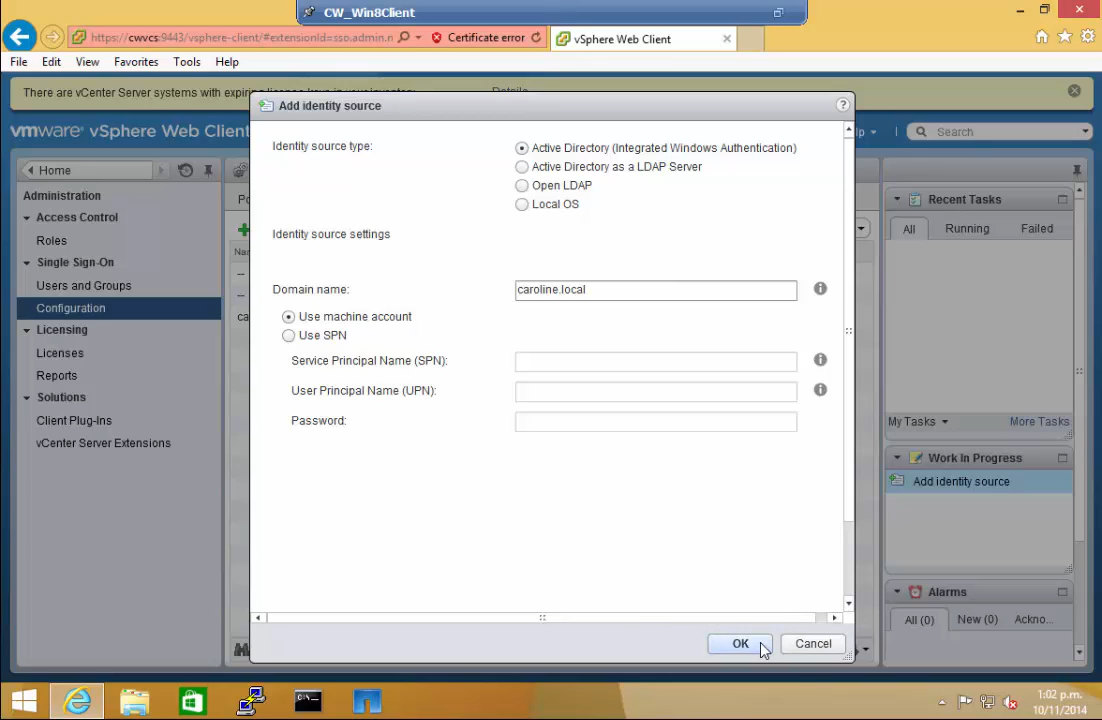 CW_Win8Client
https://cwvcs:9443/vsphere-client/#extensionId=sso.admin.n
Certificate error
vSphere Web Client
File Edit View Favorites Tools Help
There are vCenter Server systems with expiring license keys in your inventory. Details...
vmware® vSphere Web Client
Search
Add identity source
Home
Administration
Access Control
Roles
Single Sign-On
Users and Groups
Configuration
Licensing
Licenses
Reports
Solutions
Client Plug-Ins
vCenter Server Extensions
Identity source type:
Active Directory (Integrated Windows Authentication)
Active Directory as a LDAP Server
Open LDAP
Local OS
Identity source settings
Domain name: caroline.local
Use machine account
Use SPN
Service Principal Name (SPN):
User Principal Name (UPN):
Password:
OK Cancel
Recent Tasks
All Running Failed
My Tasks More Tasks
Work In Progress
Add identity source
Alarms
All (0) New (0) Ackno...
1:02 p.m.
10/11/2014